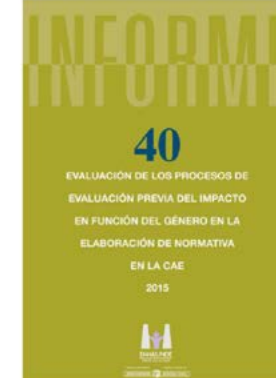 INFORM
40
EVALUACIÓN DE LOS PROCESOS DE
EVALUACIÓN PREVIA DEL IMPACTO
EN FUNCIÓN DEL GÉNERO EN LA
ELABORACIÓN DE NORMATIVA
EN LA CAE
2015
EMAKUNDE